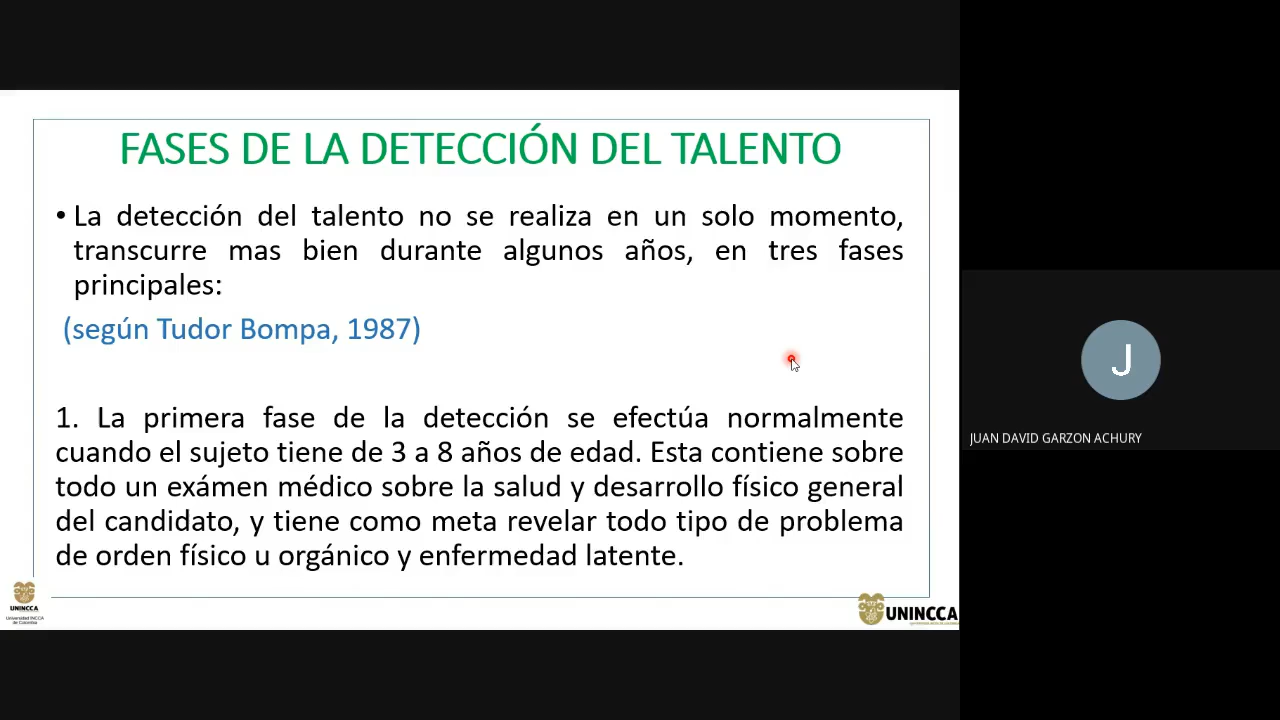 FASES DE LA DETECCIÓN DEL TALENTO
• La detección del talento no se realiza en un solo momento,
transcurre mas bien durante algunos años, en tres fases
principales:
(según Tudor Bompa, 1987)
1. La primera fase de la detección se efectúa normalmente
cuando el sujeto tiene de 3 a 8 años de edad. Esta contiene sobre
todo un exámen médico sobre la salud y desarrollo físico general
del candidato, y tiene como meta revelar todo tipo de problema
de orden físico u orgánico y enfermedad latente.
UNINCCA
Universidad INCCA
de Colombia
UNINCCA
J
JUAN DAVID GARZON ACHURY